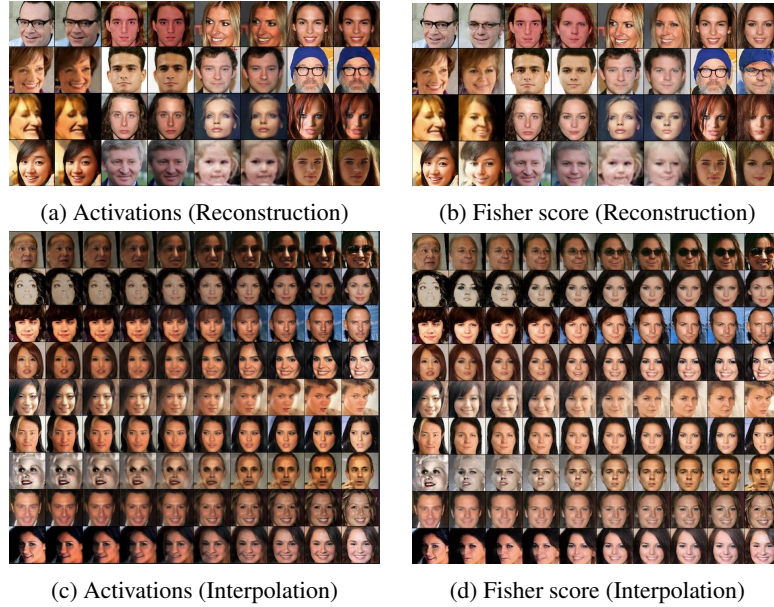 (a) Activations (Reconstruction)
(b) Fisher score (Reconstruction)
(c) Activations (Interpolation)
(d) Fisher score (Interpolation)